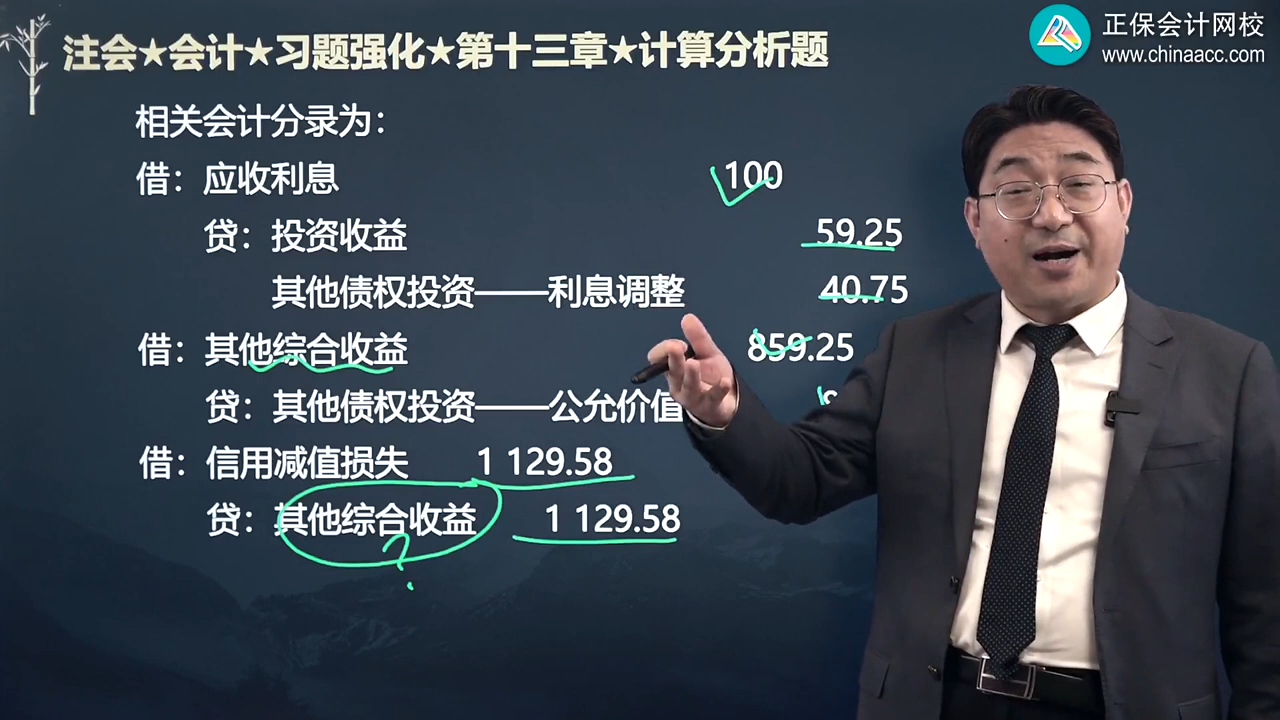 注会★会计★习题强化★第十三章★计算分析题
正保会计网校
www.chinaacc.com
相关会计分录为：
借：应收利息 100
贷：投资收益 59.25
其他债权投资——利息调整 40.75
借：其他综合收益 859.25
贷：其他债权投资——公允价值
借：信用减值损失 1 129.58
贷：其他综合收益 1 129.58
?